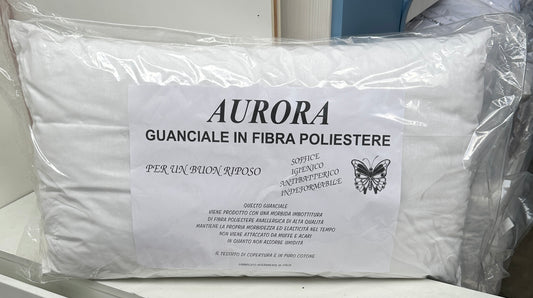 AURORA
GUANCIALE IN FIBRA POLIESTERE
PER UN BUON RIPOSO
SOFFICE
IGIENICO
ANTIBATTERICO
INDEFORMABILE
QUESTO GUANCIALE
VIENE PRODOTTO CON UNA MORBIDA IMBOTTITURA
DI FIBRA POLIESTERE ANALLERGICA DI ALTA QUALITA
MANTIENE LA PROPRIA MORBIDEZZA ED ELASTICITÀ NEL TEMPO
NON VIENE ATTACCATO DA MUFFE E ACARI
IN QUANTO NON ASSORBE UMIDITÀ
IL TESSUTO DI COPERTURA E IN PURO COTONE